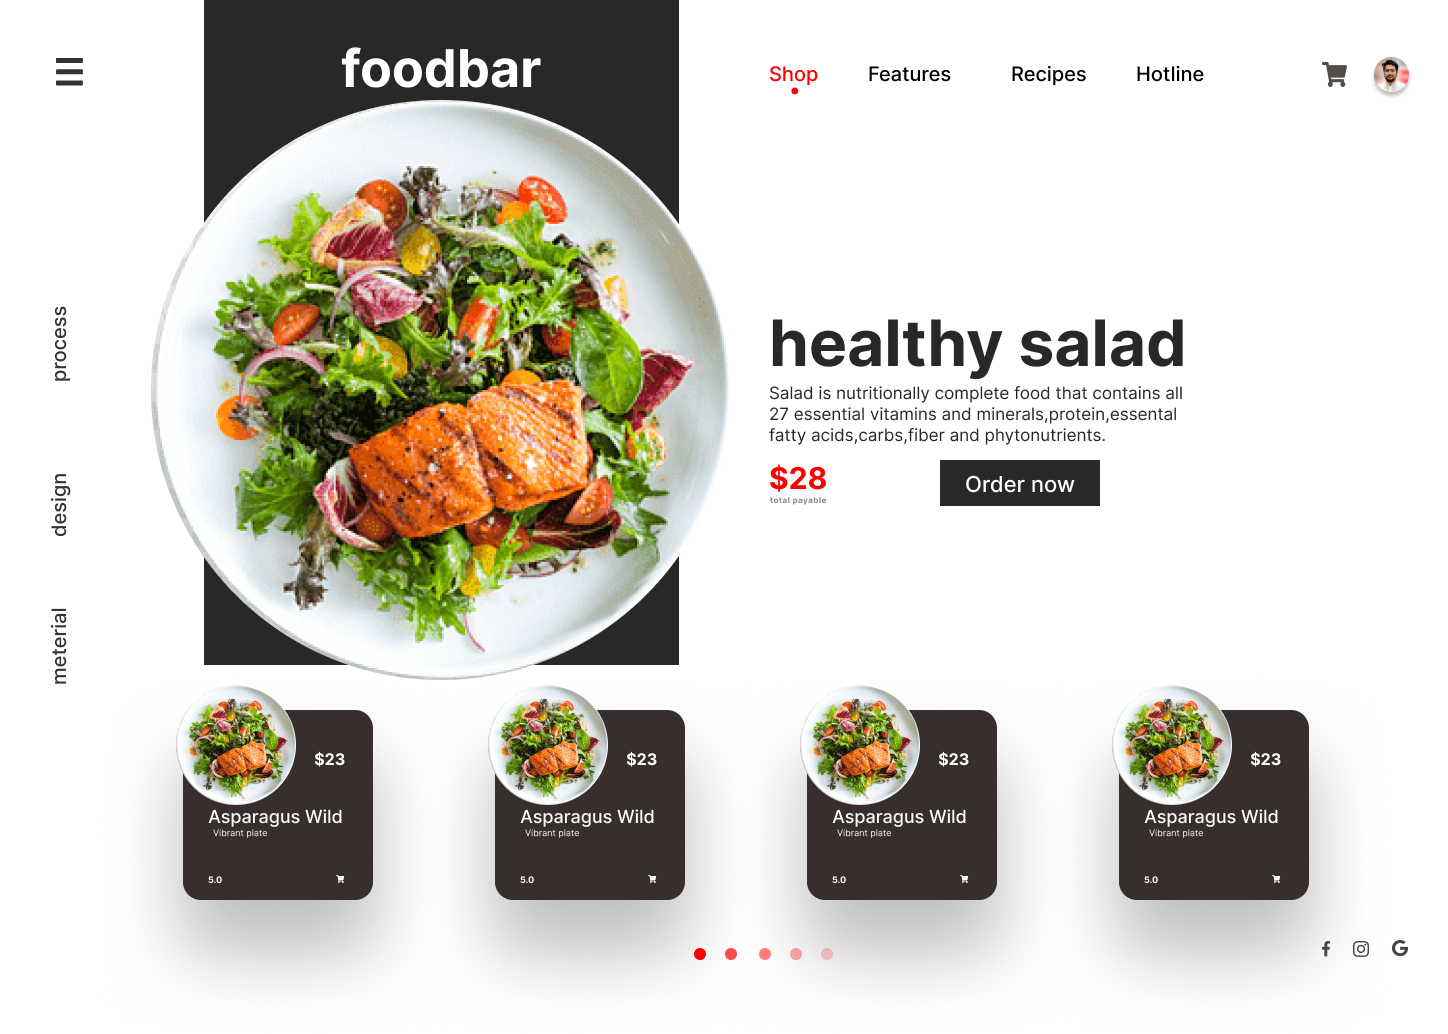 foodbar
Shop
Features
Recipes
Hotline
process
design
meterial
healthy salad
Salad is nutritionally complete food that contains all
27 essential vitamins and minerals,protein,essental
fatty acids,carbs,fiber and phytonutrients.
$28
total payable
Order now
$23
Asparagus Wild
Vibrant plate
5.0
$23
Asparagus Wild
Vibrant plate
5.0
$23
Asparagus Wild
Vibrant plate
5.0
$23
Asparagus Wild
Vibrant plate
5.0